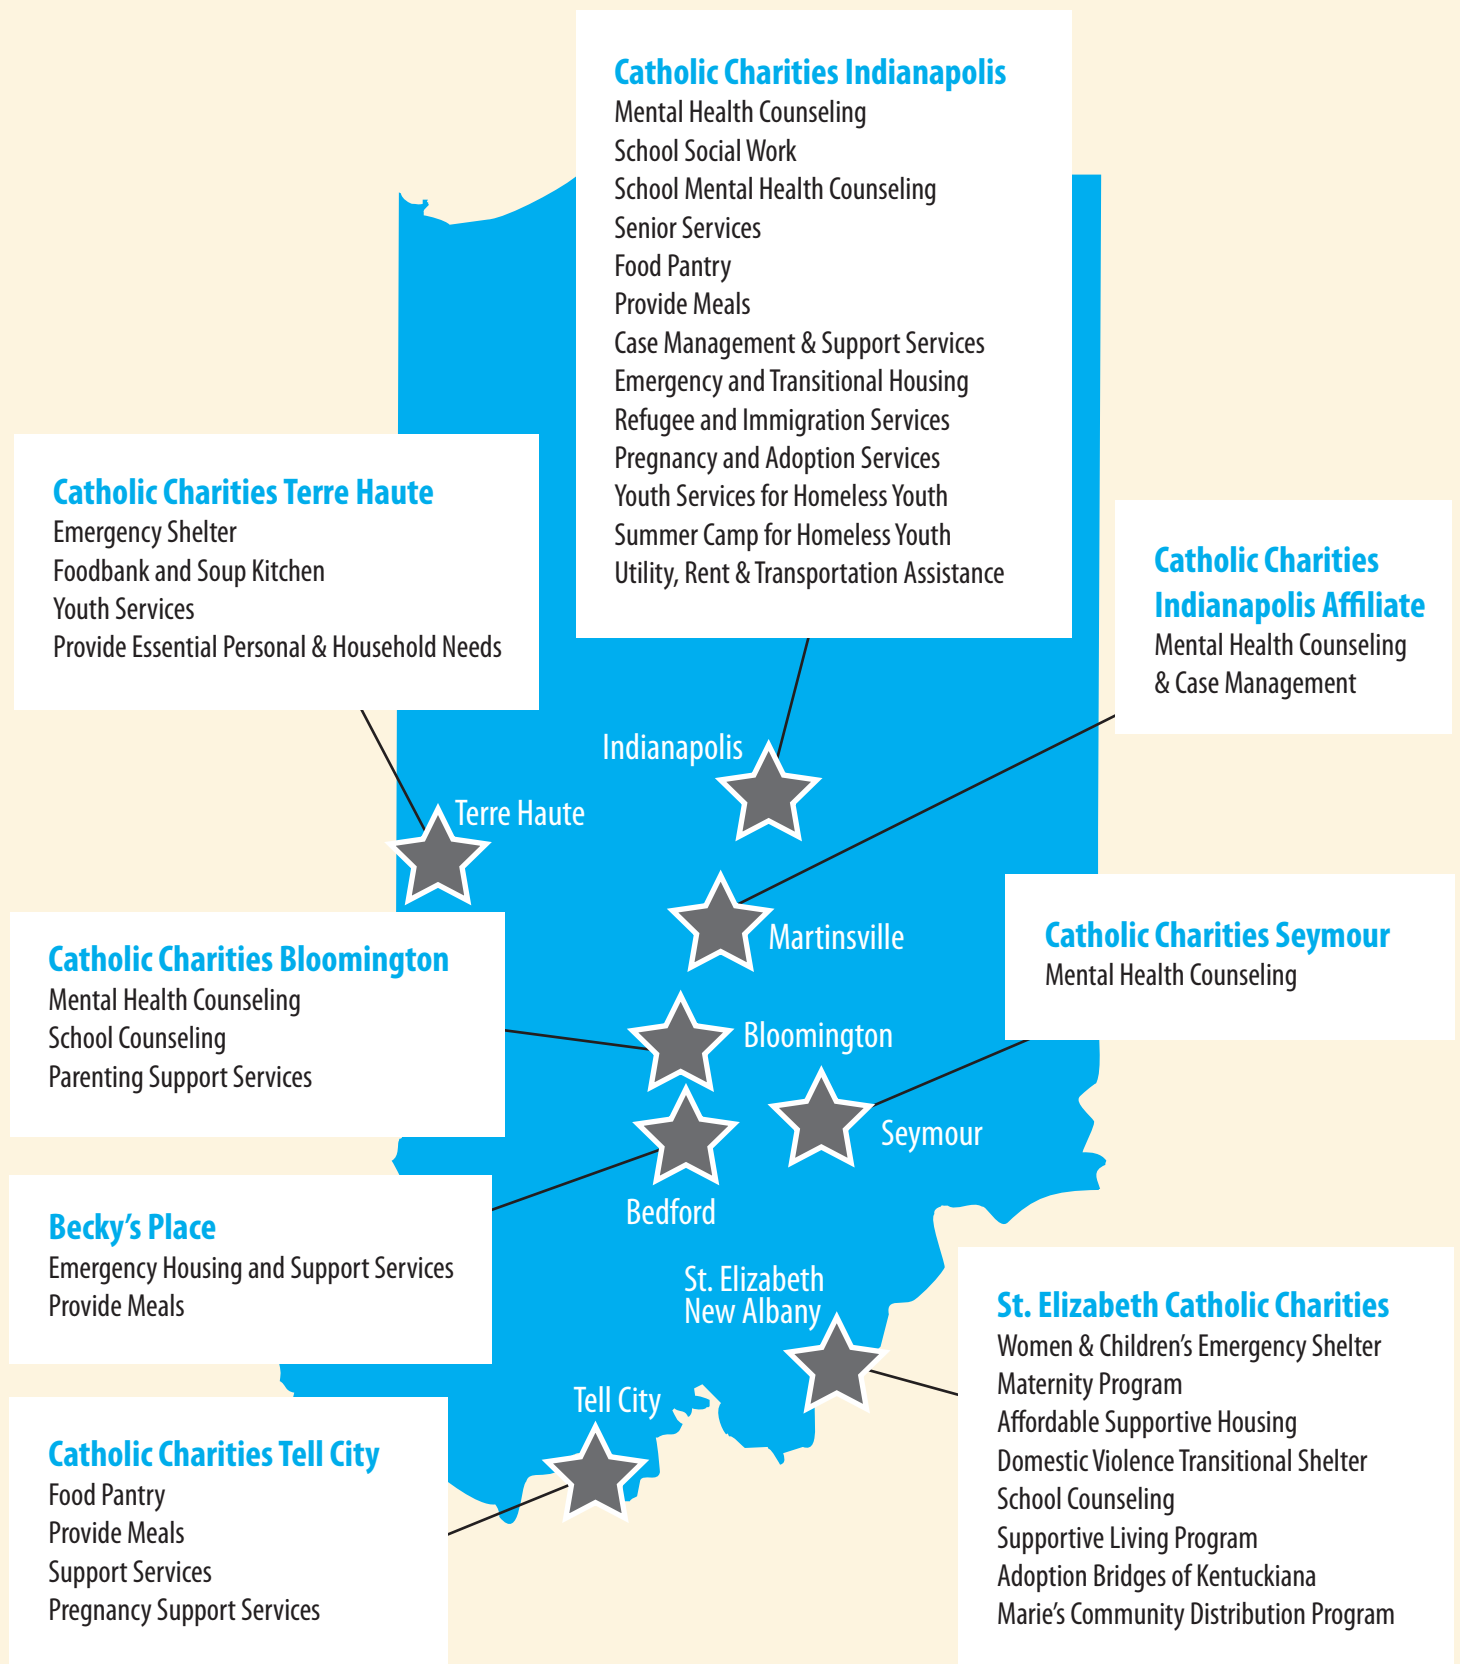 Catholic Charities Indianapolis
Mental Health Counseling
School Social Work
School Mental Health Counseling
Senior Services
Food Pantry
Provide Meals
Case Management & Support Services
Emergency and Transitional Housing
Refugee and Immigration Services
Pregnancy and Adoption Services
Youth Services for Homeless Youth
Summer Camp for Homeless Youth
Utility, Rent & Transportation Assistance
Catholic Charities Terre Haute
Emergency Shelter
Foodbank and Soup Kitchen
Youth Services
Provide Essential Personal & Household Needs
Catholic Charities
Indianapolis Affiliate
Mental Health Counseling
& Case Management
Indianapolis
Terre Haute
Martinsville
Catholic Charities Seymour
Mental Health Counseling
Catholic Charities Bloomington
Mental Health Counseling
School Counseling
Parenting Support Services
Bloomington
Seymour
Bedford
Becky's Place
Emergency Housing and Support Services
Provide Meals
St. Elizabeth
New Albany
St. Elizabeth Catholic Charities
Women & Children's Emergency Shelter
Maternity Program
Affordable Supportive Housing
Domestic Violence Transitional Shelter
School Counseling
Supportive Living Program
Adoption Bridges of Kentuckiana
Marie's Community Distribution Program
Tell City
Catholic Charities Tell City
Food Pantry
Provide Meals
Support Services
Pregnancy Support Services